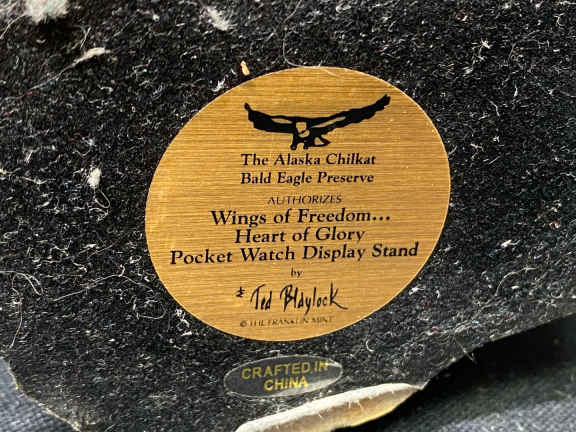 The Alaska Chilkat
Bald Eagle Preserve
AUTHORIZES
Wings of Freedom...
Heart of Glory
Pocket Watch Display Stand
by
Ted Blaylock
© THE FRANKLIN MINT
CRAFTED IN
CHINA